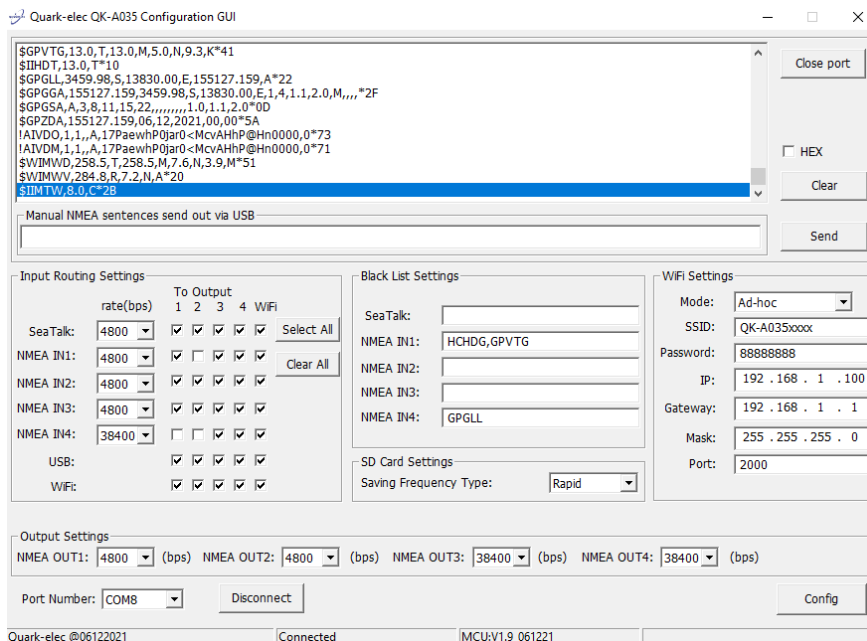 Quark-elec QK-A035 Configuration GUI
$GPVTG,13.0,T,13.0,M,5.0,N,9.3,K*41
$IIHDT,13.0,T*10
$GPGLL,3459.98,S,13830.00,E,155127.159,A*22
$GPGGA,155127.159,3459.98,S,13830.00,E,1,4,1.1,2.0,M,,,,*2F
$GPGSA,A,3,8,11,15,22,,,,,,,,,1.0,1.1,2.0*0D
$GPZDA,155127.159,06,12,2021,00,00*5A
!AIVDO,1,1,,A,17PaewhP0jar0<McvAHhP@Hn0000,0*73
!AIVDM,1,1,,A,17PaewhP0jar0<McvAHhP@Hn0000,0*71
$WIMWD,258.5,T,258.5,M,7.6,N,3.9,M*51
$WIMWV,284.8,R,7.2,N,A*20
$IIMTW,8.0,C*2B
Close port
HEX
Clear
Manual NMEA sentences send out via USB
Send
Input Routing Settings
To Output
rate(bps) 1 2 3 4 WiFi
SeaTalk: 4800 Select All
NMEA IN1: 4800 Clear All
NMEA IN2: 4800
NMEA IN3: 4800
NMEA IN4: 38400
USB:
WiFi:
Black List Settings
SeaTalk:
NMEA IN1: HCHDG,GPVTG
NMEA IN2:
NMEA IN3:
NMEA IN4: GPGLL
SD Card Settings
Saving Frequency Type: Rapid
WiFi Settings
Mode: Ad-hoc
SSID: QK-A035xxxx
Password: 88888888
IP: 192 . 168 . 1 . 100
Gateway: 192 . 168 . 1 . 1
Mask: 255 . 255 . 255 . 0
Port: 2000
Output Settings
NMEA OUT1: 4800 (bps) NMEA OUT2: 4800 (bps) NMEA OUT3: 38400 (bps) NMEA OUT4: 38400 (bps)
Port Number: COM8 Disconnect Config
Quark-elec @06122021 Connected MCU:V1.9 061221